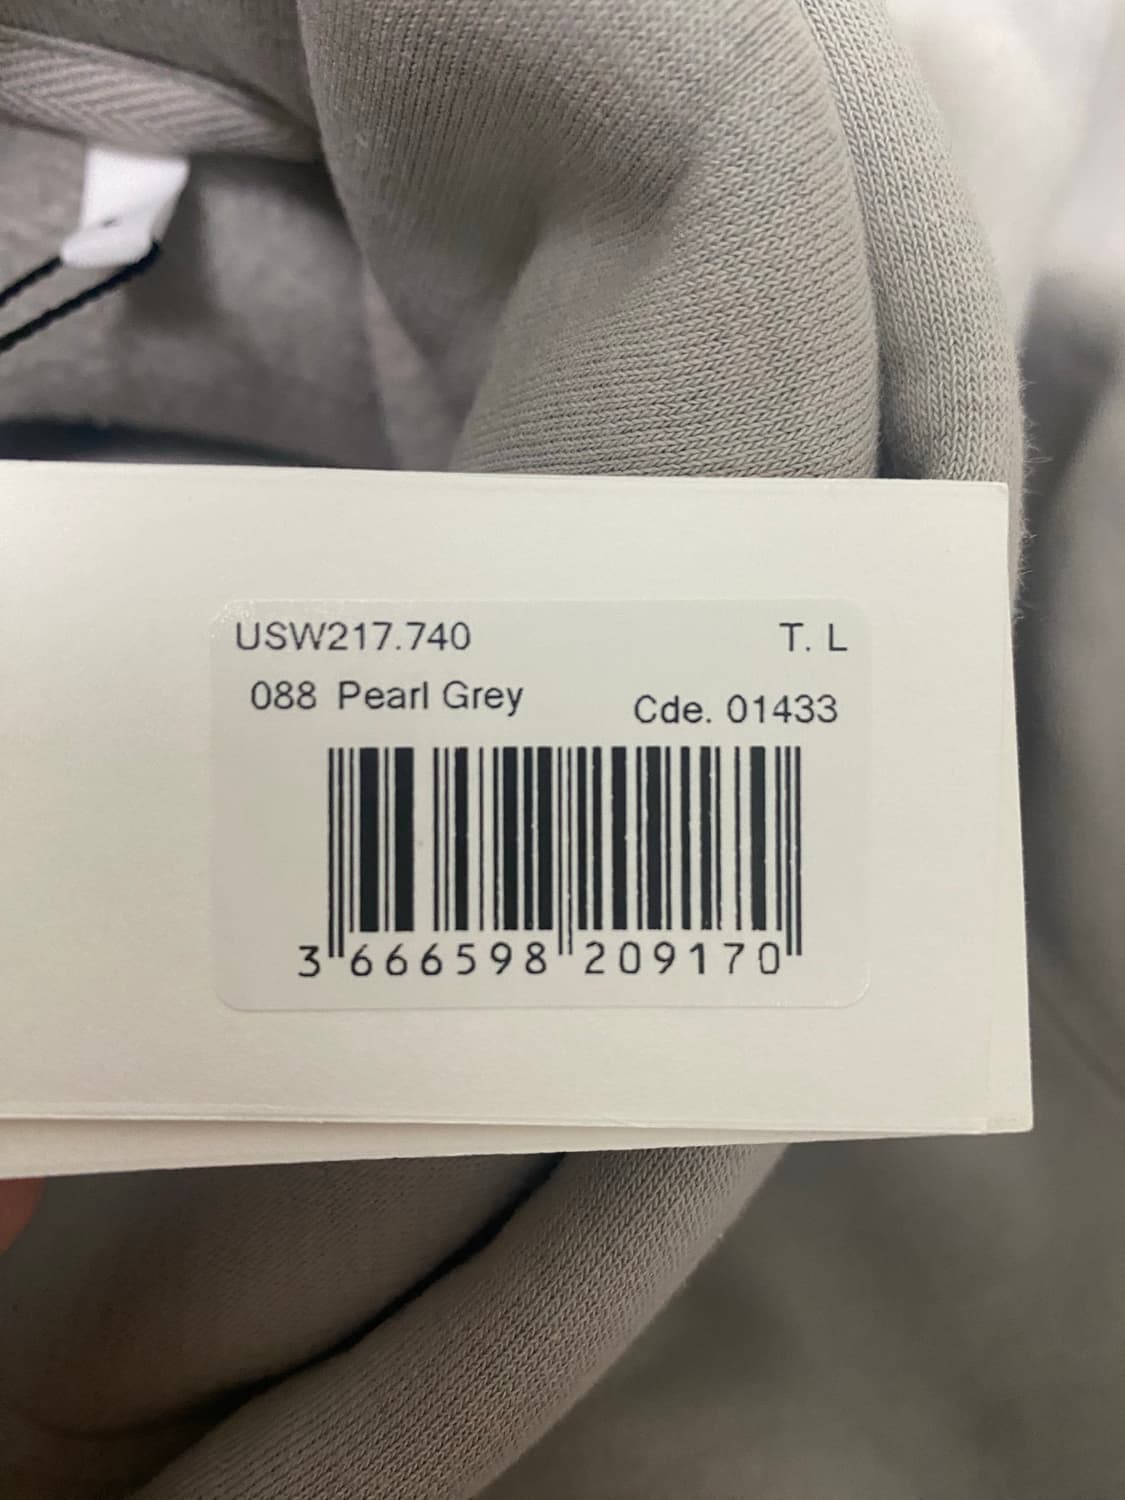 USW217.740 T. L
088 Pearl Grey Cde. 01433
3 666598 209170